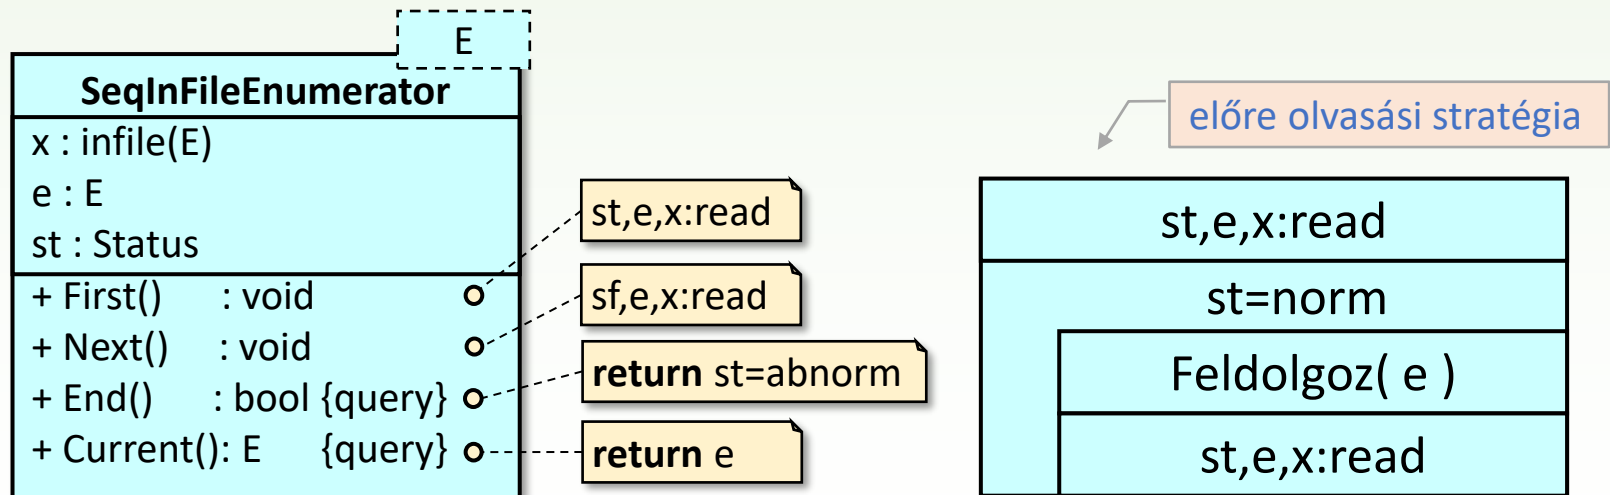 E
SeqInFileEnumerator
x : infile(E)
e : E
st : Status
+ First() : void
+ Next() : void
+ End() : bool {query}
+ Current(): E {query}
st,e,x:read
sf,e,x:read
return st=abnorm
return e
előre olvasási stratégia
st,e,x:read
st=norm
Feldolgoz( e )
st,e,x:read